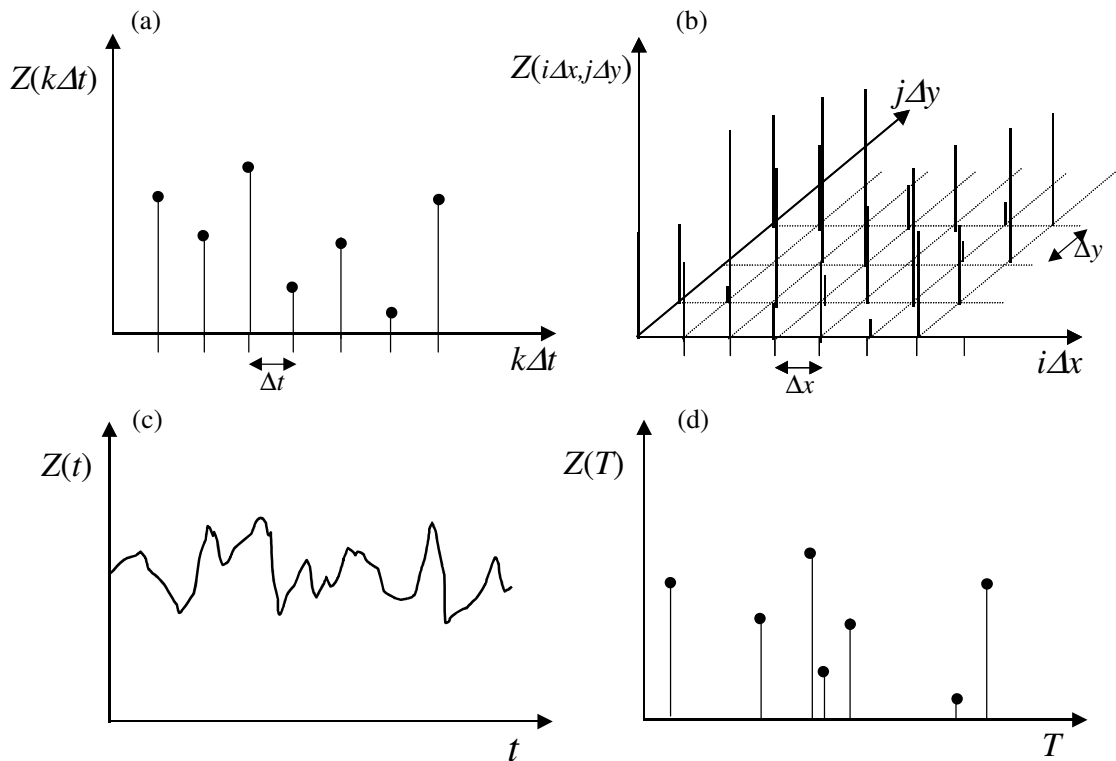 (a)
Z(kΔt)
Δt
kΔt
(b)
Z(iΔx,jΔy)
jΔy
Δy
Δx
iΔx
(c)
Z(t)
t
(d)
Z(T)
T